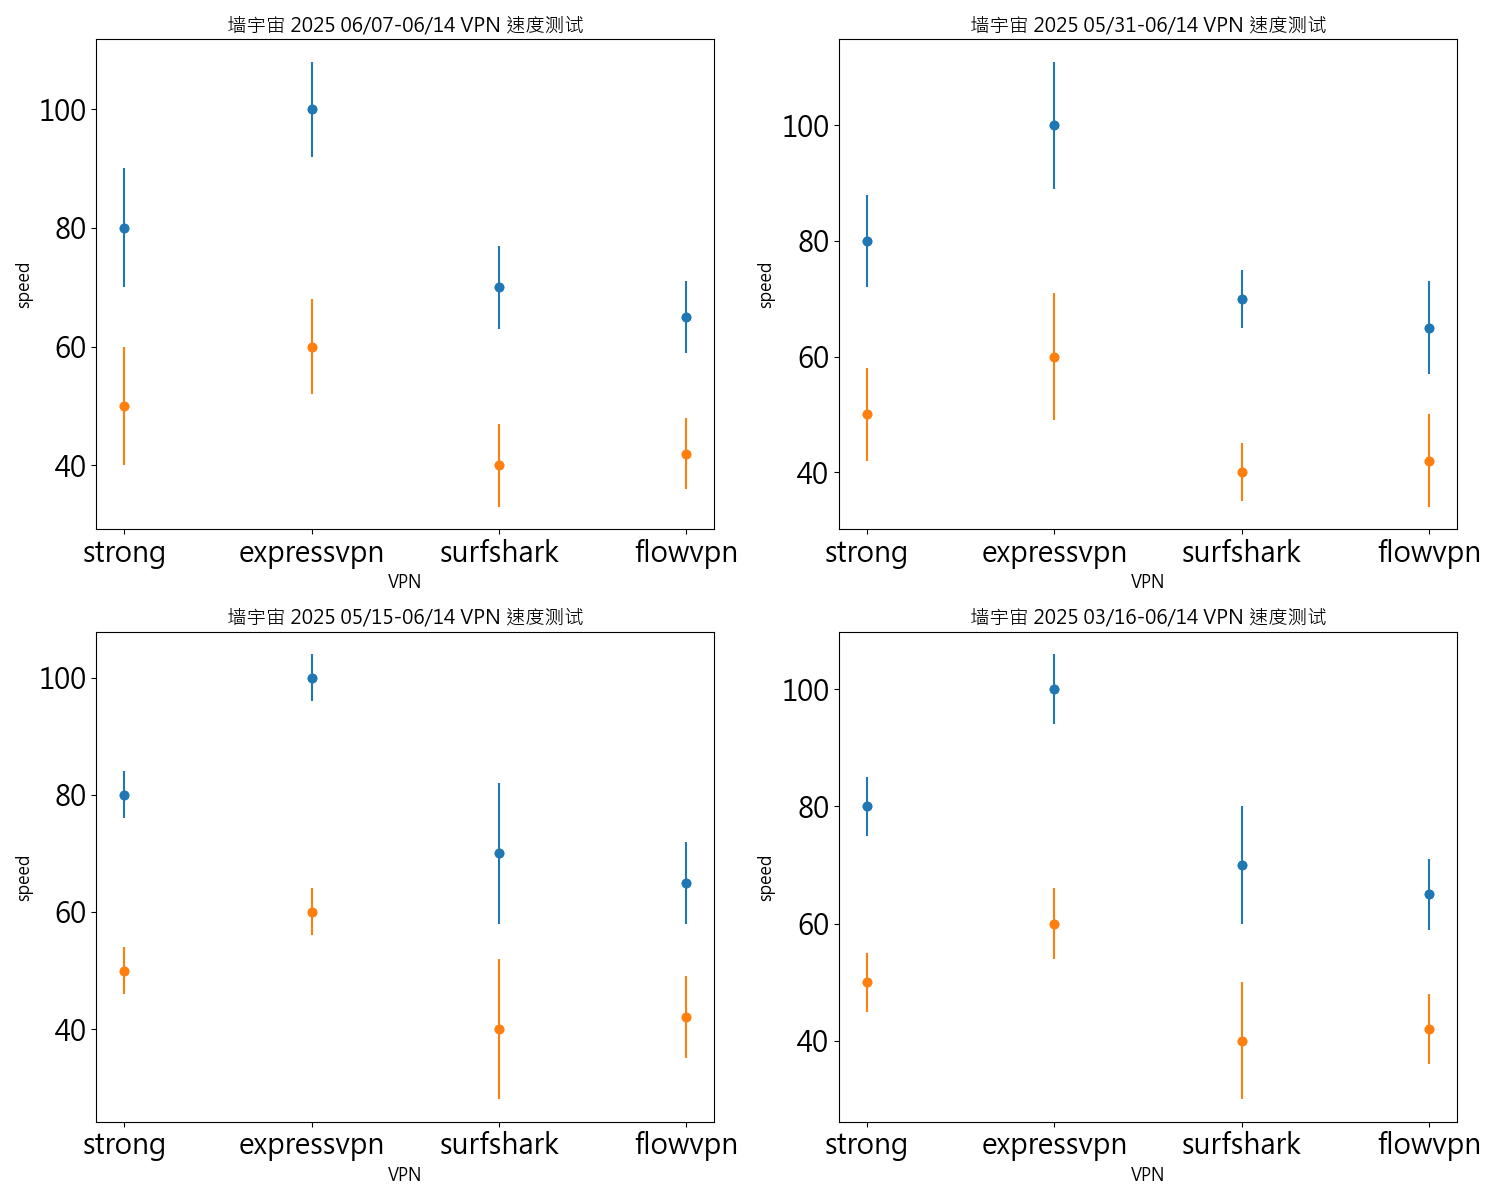 墙宇宙 2025 06/07-06/14 VPN 速度测试
100
80
60
40
speed
strong expressvpn surfshark flowvpn
VPN
墙宇宙 2025 05/31-06/14 VPN 速度测试
100
80
60
40
speed
strong expressvpn surfshark flowvpn
VPN
墙宇宙 2025 05/15-06/14 VPN 速度测试
100
80
60
40
speed
strong expressvpn surfshark flowvpn
VPN
墙宇宙 2025 03/16-06/14 VPN 速度测试
100
80
60
40
speed
strong expressvpn surfshark flowvpn
VPN